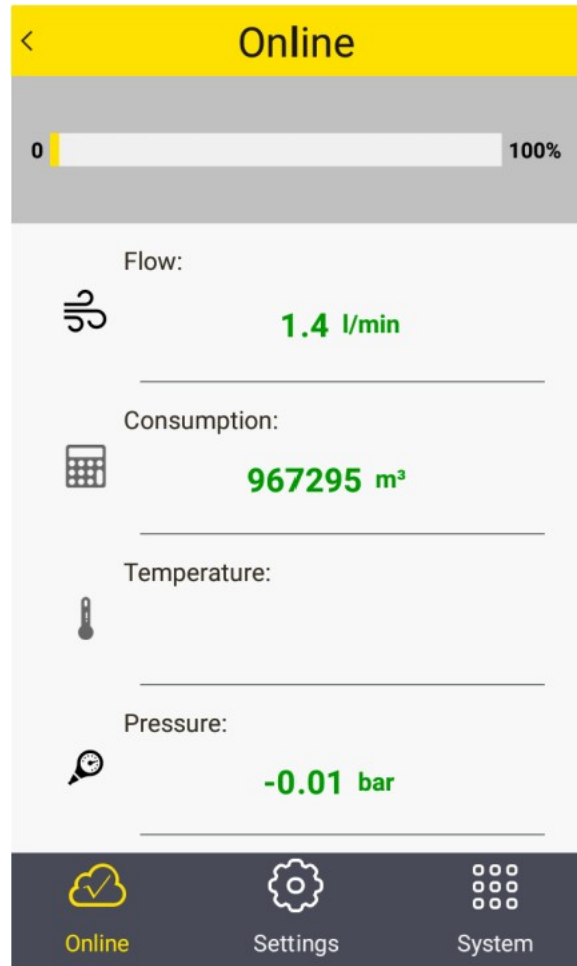 Online
0 100%
Flow:
1.4 l/min
Consumption:
967295 m³
Temperature:
Pressure:
-0.01 bar
Online Settings System